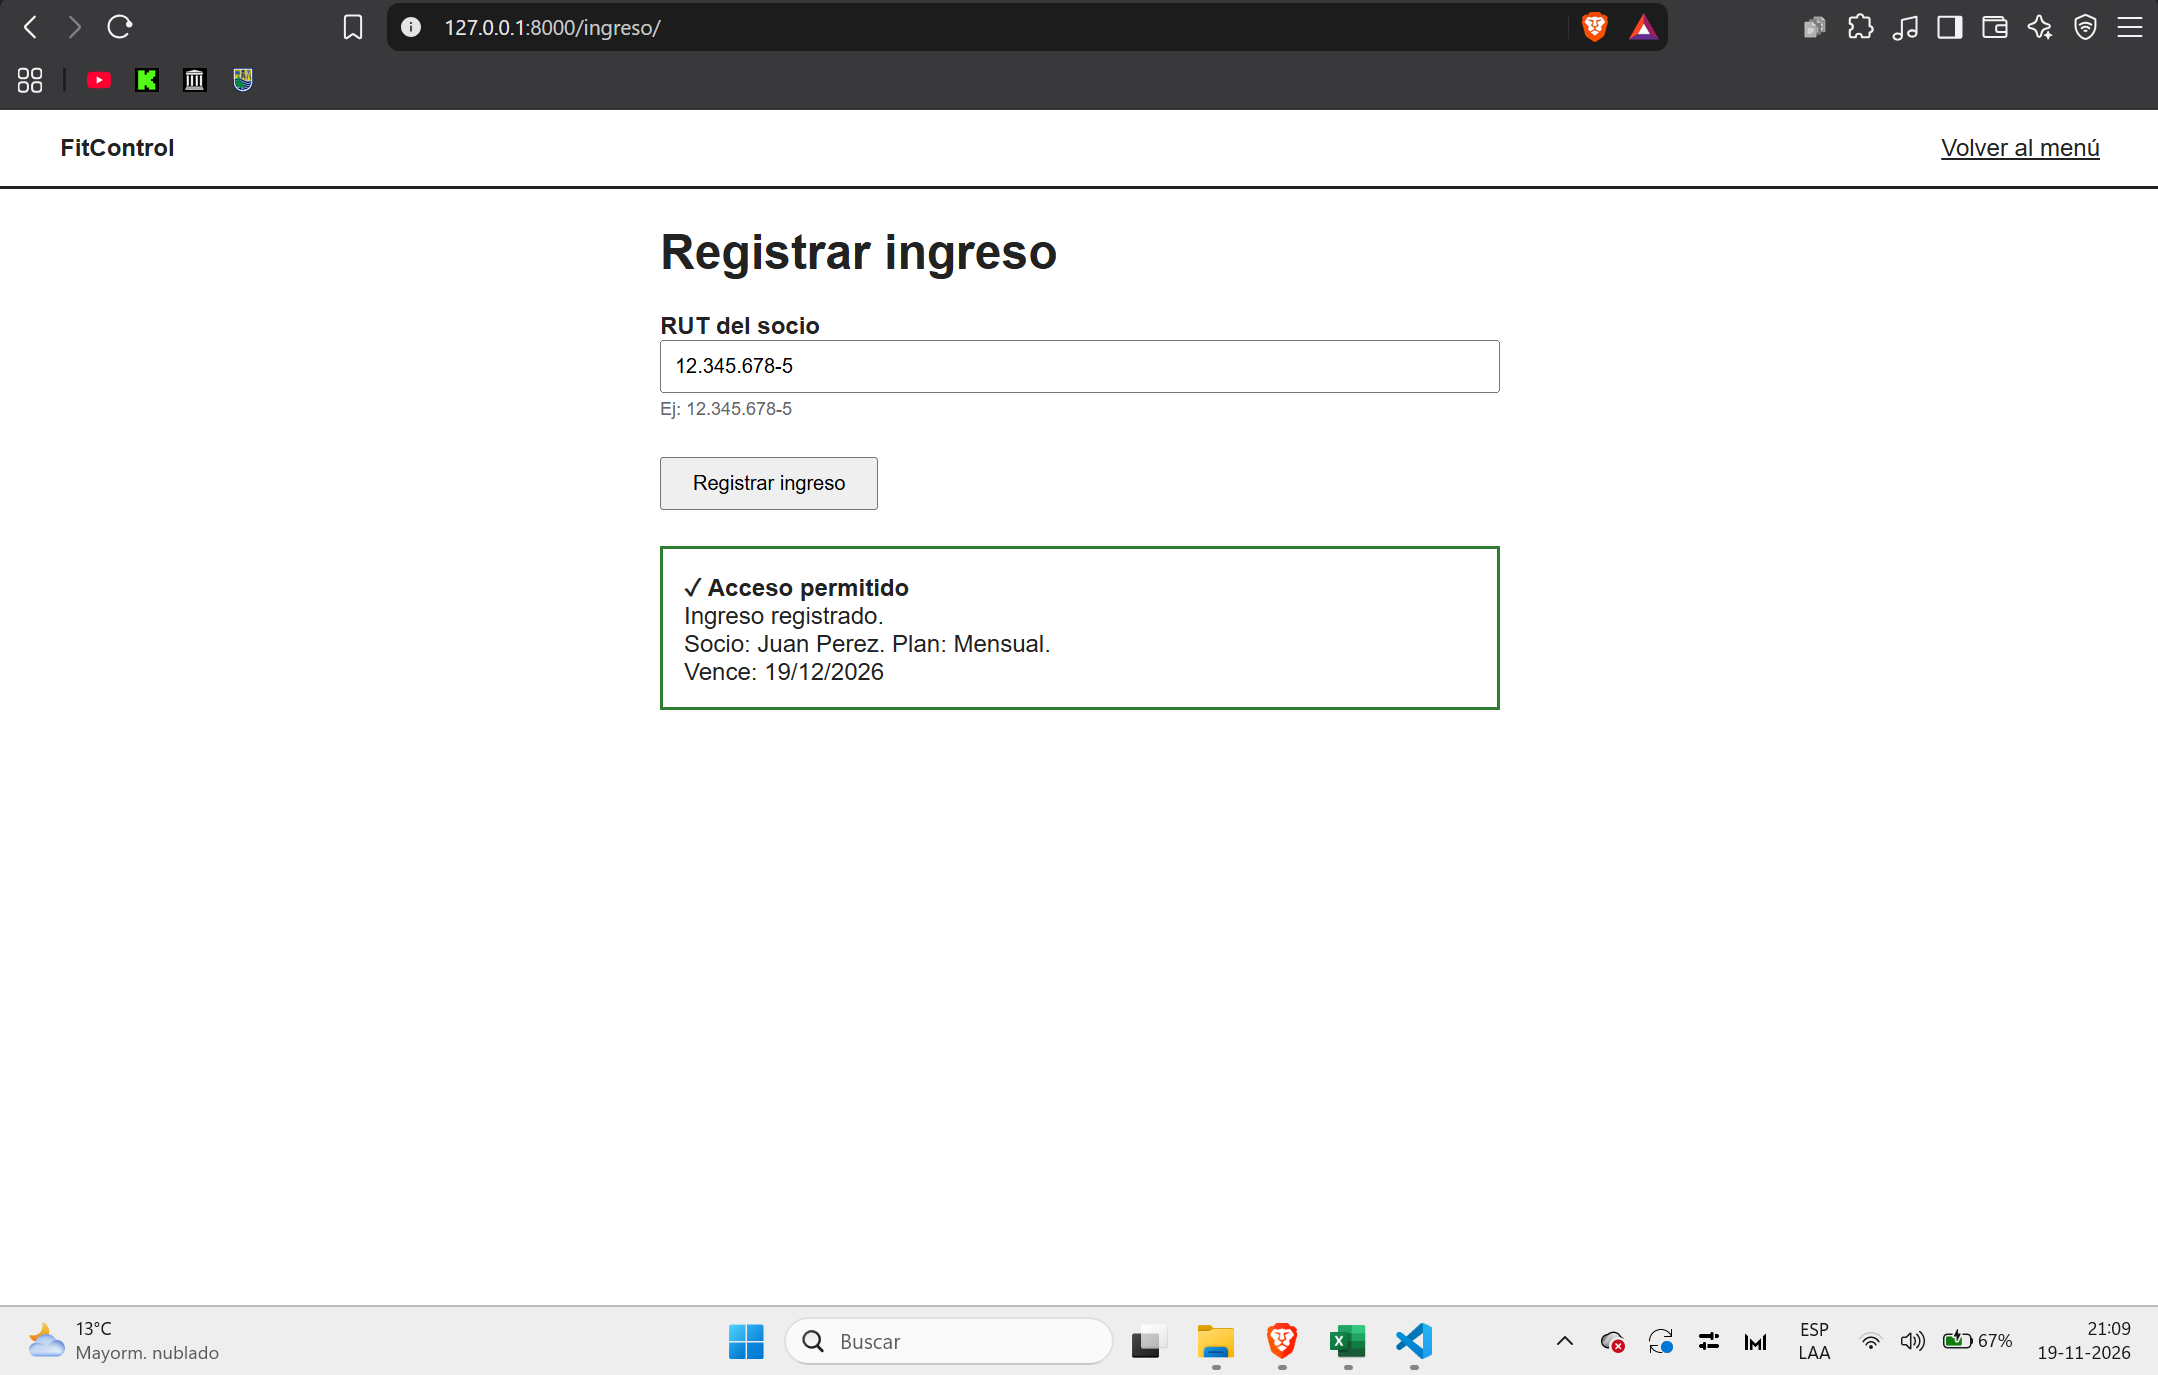 127.0.0.1:8000/ingreso/
FitControl
Volver al menú
Registrar ingreso
RUT del socio
12.345.678-5
Ej: 12.345.678-5
Registrar ingreso
✓ Acceso permitido
Ingreso registrado.
Socio: Juan Perez. Plan: Mensual.
Vence: 19/12/2026
13°C
Mayorm. nublado
Buscar
ESP
LAA
67%
21:09
19-11-2026